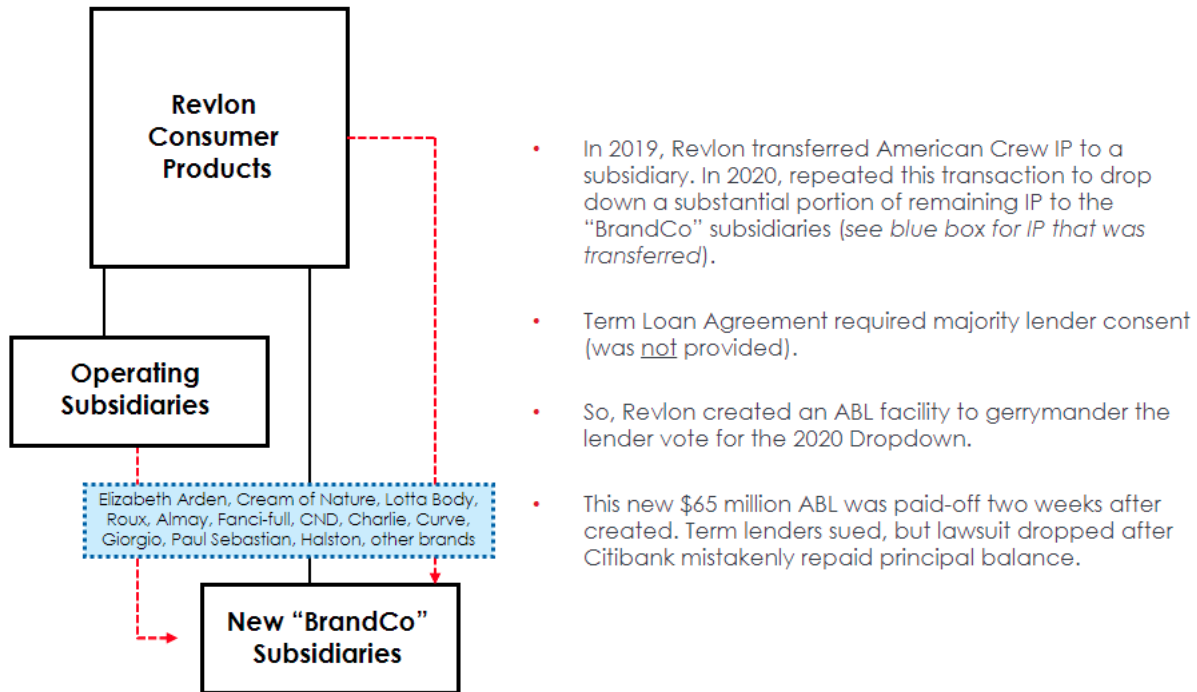 Revlon
Consumer
Products
Operating
Subsidiaries
Elizabeth Arden, Cream of Nature, Lotta Body,
Roux, Almay, Fanci-full, CND, Charlie, Curve,
Giorgio, Paul Sebastian, Halston, other brands
New “BrandCo”
Subsidiaries
• In 2019, Revlon transferred American Crew IP to a
subsidiary. In 2020, repeated this transaction to drop
down a substantial portion of remaining IP to the
“BrandCo” subsidiaries (see blue box for IP that was
transferred).
• Term Loan Agreement required majority lender consent
(was not provided).
• So, Revlon created an ABL facility to gerrymander the
lender vote for the 2020 Dropdown.
• This new $65 million ABL was paid-off two weeks after
created. Term lenders sued, but lawsuit dropped after
Citibank mistakenly repaid principal balance.